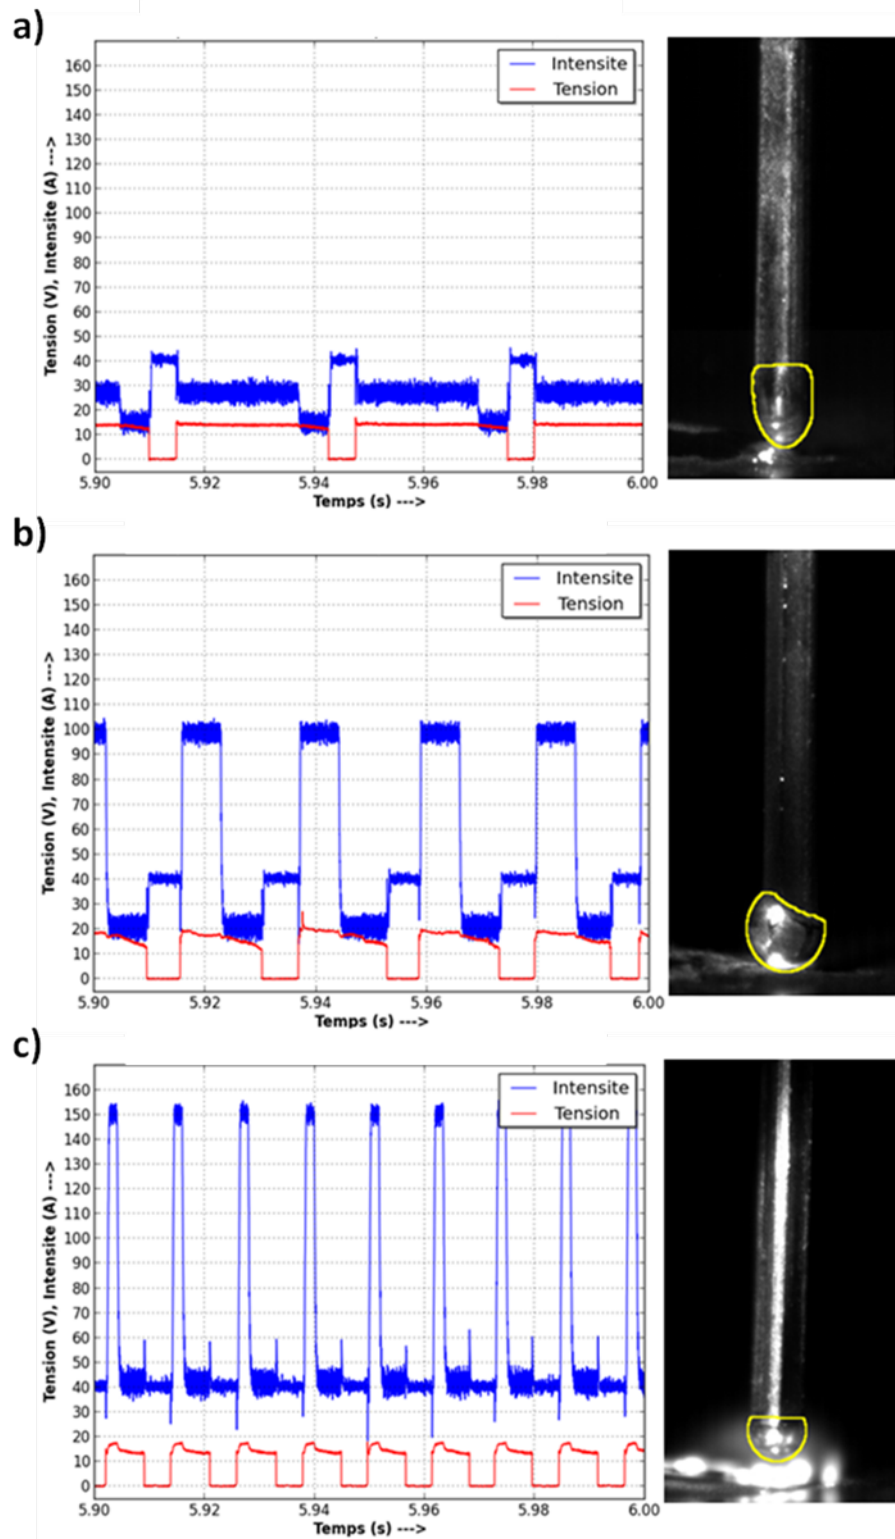 a)
Tension (V), Intensite (A) --->
160
150
140
130
120
110
100
90
80
70
60
50
40
30
20
10
0
Intensite
Tension
5.90 5.92 5.94 5.96 5.98 6.00
Temps (s) --->
b)
Tension (V), Intensite (A) --->
160
150
140
130
120
110
100
90
80
70
60
50
40
30
20
10
0
Intensite
Tension
5.90 5.92 5.94 5.96 5.98 6.00
Temps (s) --->
c)
Tension (V), Intensite (A) --->
160
150
140
130
120
110
100
90
80
70
60
50
40
30
20
10
0
Intensite
Tension
5.90 5.92 5.94 5.96 5.98 6.00
Temps (s) --->